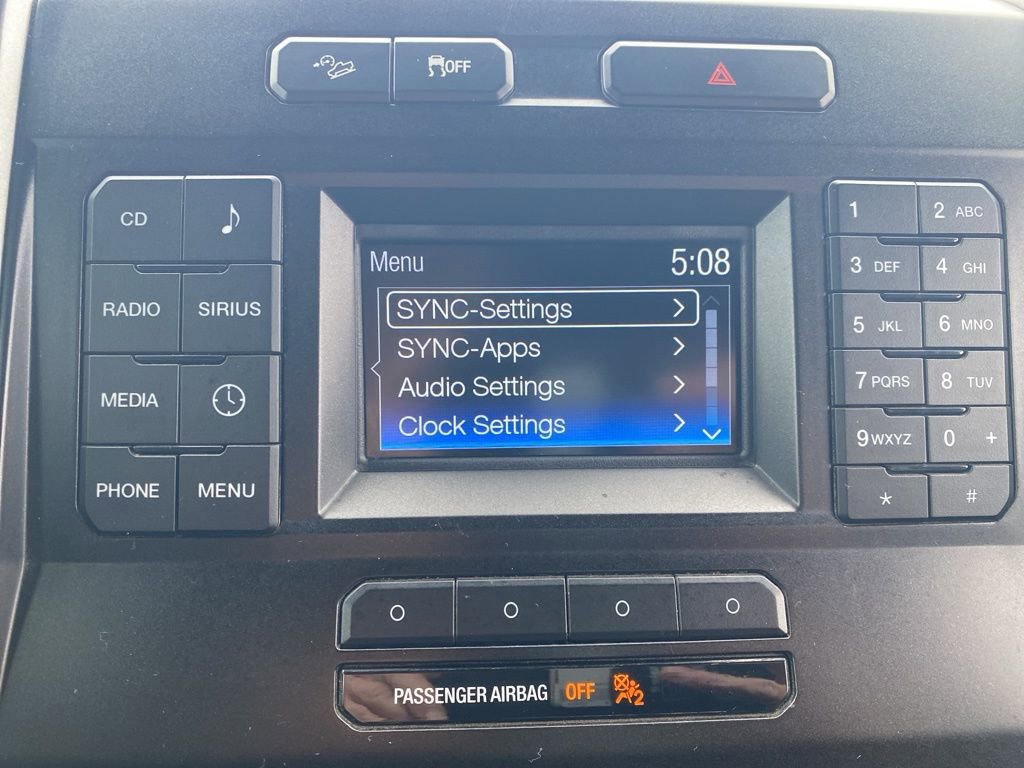 OFF
CD
RADIO
SIRIUS
MEDIA
PHONE
MENU
Menu
5:08
SYNC-Settings
SYNC-Apps
Audio Settings
Clock Settings
1
2 ABC
3 DEF
4 GHI
5 JKL
6 MNO
7 PQRS
8 TUV
9 WXYZ
0 +
*
#
PASSENGER AIRBAG OFF 2